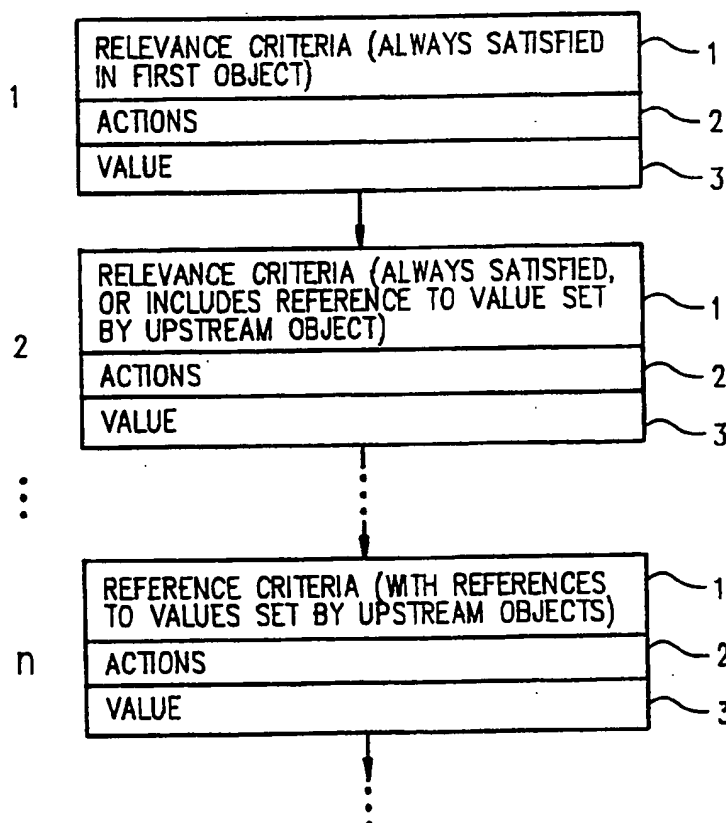 1
RELEVANCE CRITERIA (ALWAYS SATISFIED
IN FIRST OBJECT)
1
ACTIONS
2
VALUE
3
2
RELEVANCE CRITERIA (ALWAYS SATISFIED,
OR INCLUDES REFERENCE TO VALUE SET
BY UPSTREAM OBJECT)
1
ACTIONS
2
VALUE
3
n
REFERENCE CRITERIA (WITH REFERENCES
TO VALUES SET BY UPSTREAM OBJECTS)
1
ACTIONS
2
VALUE
3